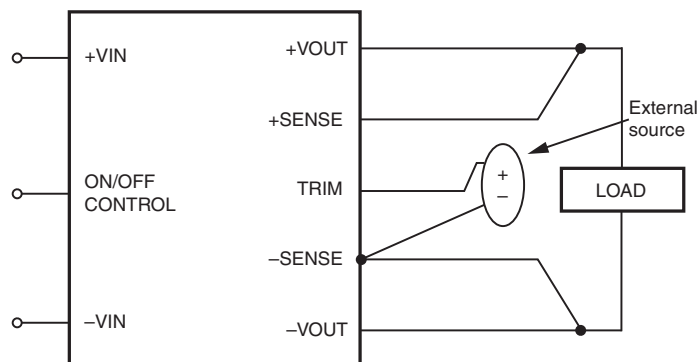 +VIN
ON/OFF
CONTROL
–VIN
+VOUT
+SENSE
TRIM
–SENSE
–VOUT
+
–
External
source
LOAD